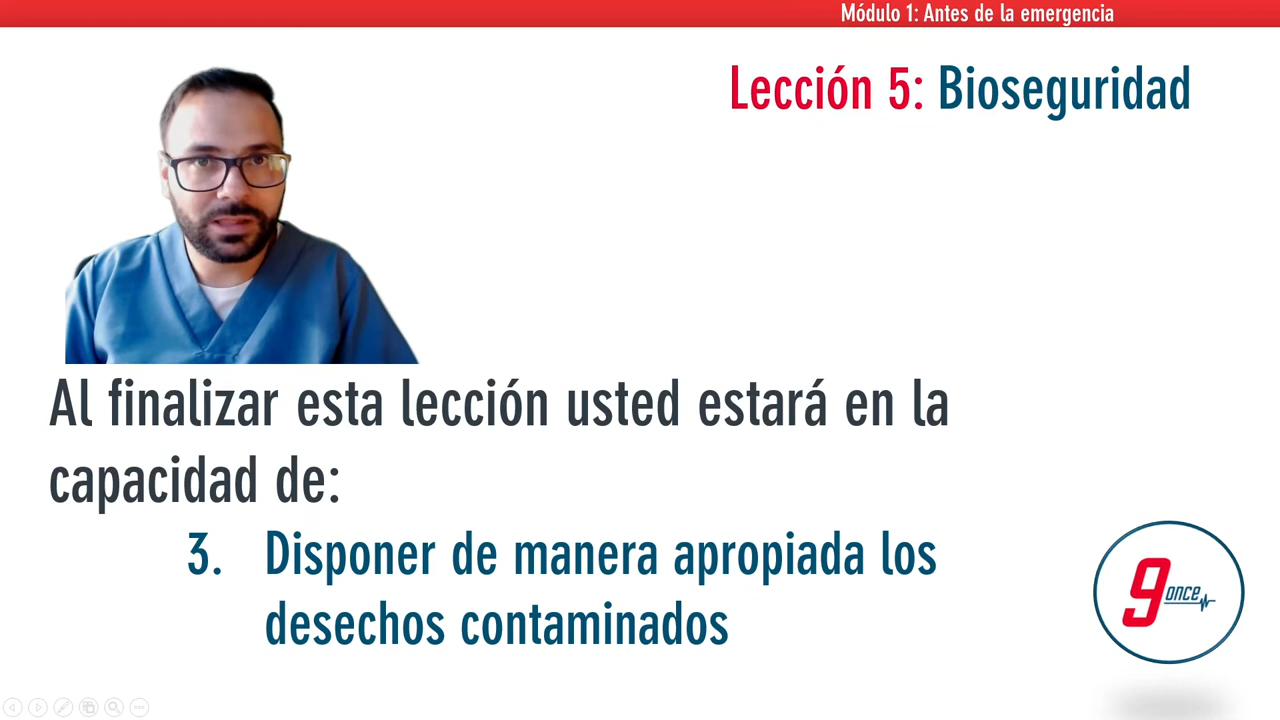 Módulo 1: Antes de la emergencia
Lección 5: Bioseguridad
Al finalizar esta lección usted estará en la
capacidad de:
3. Disponer de manera apropiada los
desechos contaminados
9once